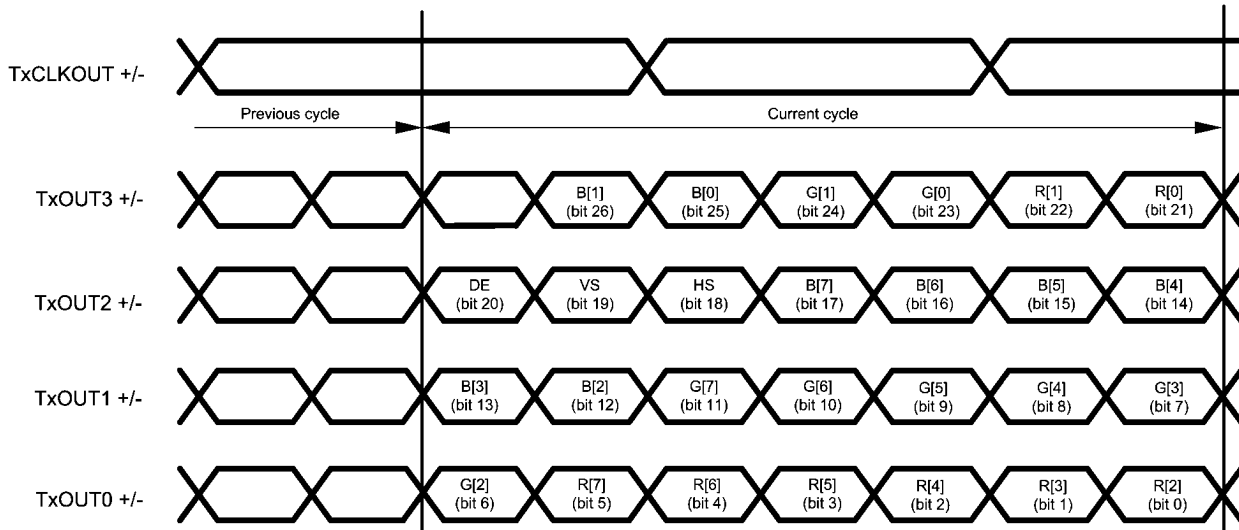 TxCLKOUT +/-
Previous cycle
Current cycle
TxOUT3 +/-
B[1]
(bit 26)
B[0]
(bit 25)
G[1]
(bit 24)
G[0]
(bit 23)
R[1]
(bit 22)
R[0]
(bit 21)
TxOUT2 +/-
DE
(bit 20)
VS
(bit 19)
HS
(bit 18)
B[7]
(bit 17)
B[6]
(bit 16)
B[5]
(bit 15)
B[4]
(bit 14)
TxOUT1 +/-
B[3]
(bit 13)
B[2]
(bit 12)
G[7]
(bit 11)
G[6]
(bit 10)
G[5]
(bit 9)
G[4]
(bit 8)
G[3]
(bit 7)
TxOUT0 +/-
G[2]
(bit 6)
R[7]
(bit 5)
R[6]
(bit 4)
R[5]
(bit 3)
R[4]
(bit 2)
R[3]
(bit 1)
R[2]
(bit 0)